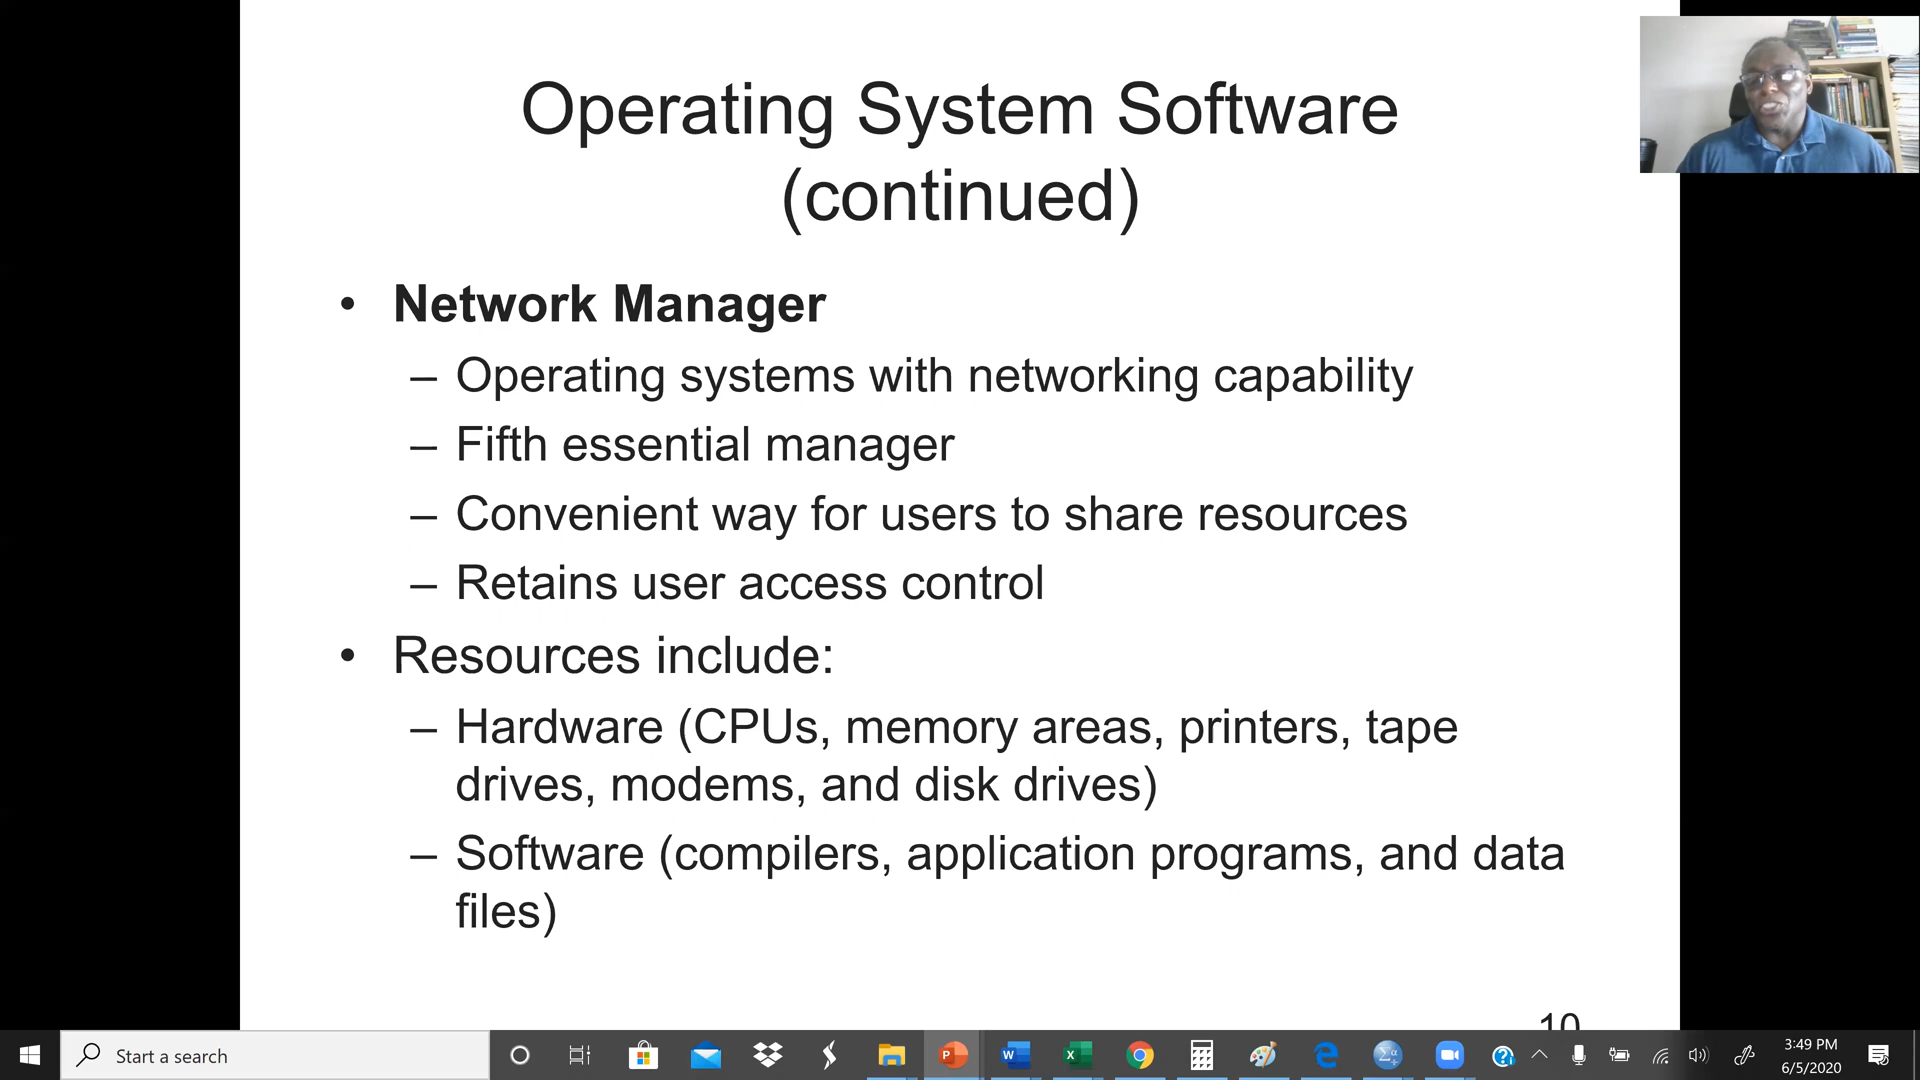 Operating System Software
(continued)
• Network Manager
– Operating systems with networking capability
– Fifth essential manager
– Convenient way for users to share resources
– Retains user access control
• Resources include:
– Hardware (CPUs, memory areas, printers, tape
drives, modems, and disk drives)
– Software (compilers, application programs, and data
files)
10
Start a search
3:49 PM
6/5/2020